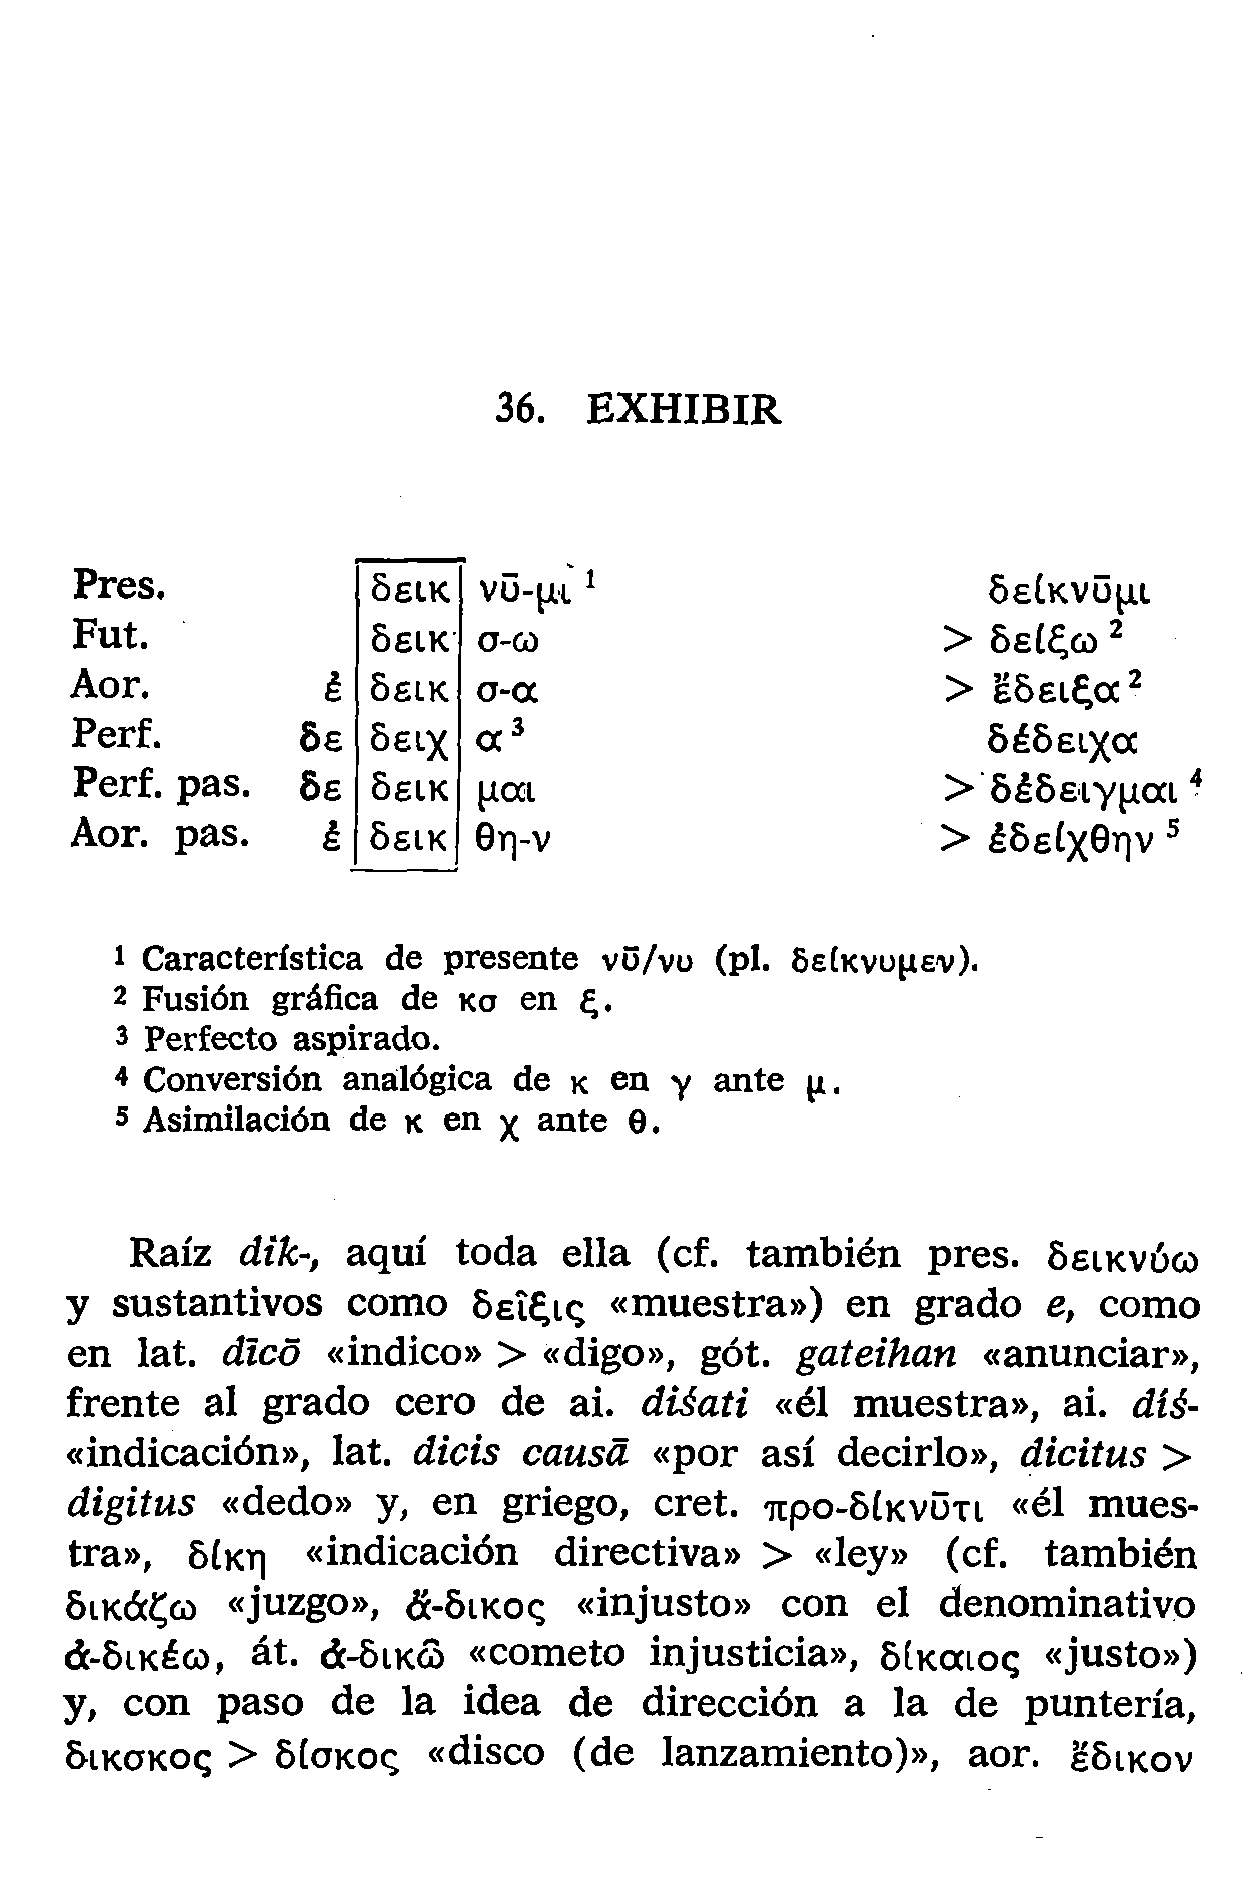 36. EXHIBIR
Pres. δεικ νῡ-μι ¹ δείκνῡμι
Fut. δεικ σ-ω > δείξω ²
Aor. ἐ δεικ σ-α > ἔδειξα ²
Perf. δε δειχ α ³ δέδειχα
Perf. pas. δε δεικ μαι > δέδειγμαι ⁴
Aor. pas. ἐ δεικ θη-ν > ἐδείχθην ⁵
¹ Característica de presente νῡ/νυ (pl. δείκνυμεν).
² Fusión gráfica de κσ en ξ.
³ Perfecto aspirado.
⁴ Conversión analógica de κ en γ ante μ.
⁵ Asimilación de κ en χ ante θ.
Raíz dik-, aquí toda ella (cf. también pres. δεικνύω
y sustantivos como δεῖξις «muestra») en grado e, como
en lat. dīcō «indico» > «digo», gót. gateihan «anunciar»,
frente al grado cero de ai. diśati «él muestra», ai. díś-
«indicación», lat. dicis causā «por así decirlo», dicitus >
digitus «dedo» y, en griego, cret. προ-δίκνῡτι «él mues-
tra», δίκη «indicación directiva» > «ley» (cf. también
δικάζω «juzgo», ἄ-δικος «injusto» con el denominativo
ἀ-δικέω, át. ἀ-δικῶ «cometo injusticia», δίκαιος «justo»)
y, con paso de la idea de dirección a la de puntería,
δικσκος > δίσκος «disco (de lanzamiento)», aor. ἔδικον